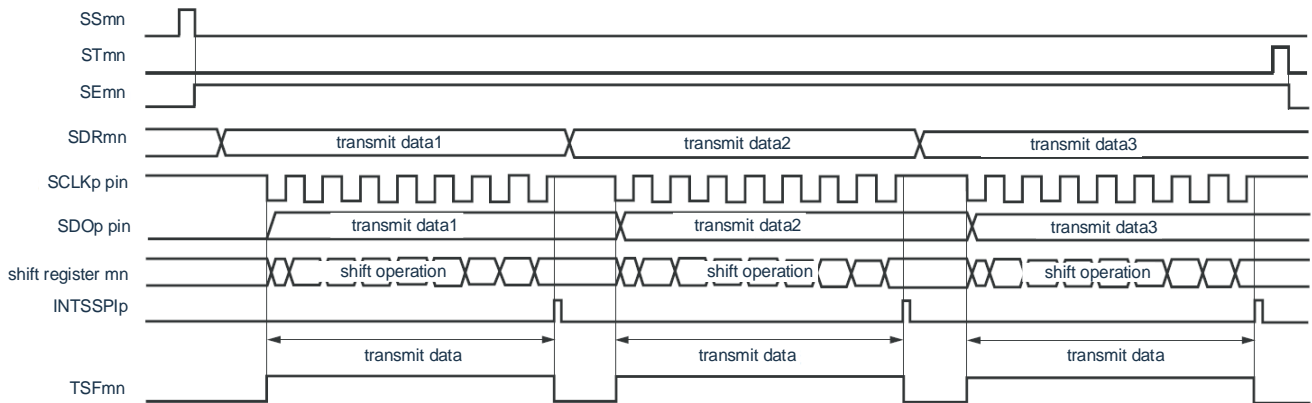 SSmn
STmn
SEmn
SDRmn transmit data1 transmit data2 transmit data3
SCLKp pin
SDOp pin transmit data1 transmit data2 transmit data3
shift register mn shift operation shift operation shift operation
INTSSPIp
transmit data transmit data transmit data
TSFmn